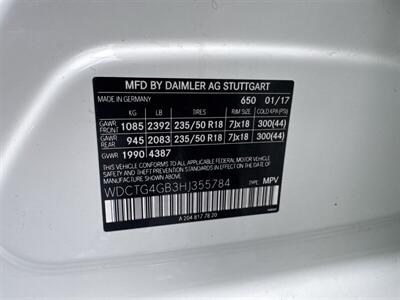 MFD BY DAIMLER AG STUTTGART
MADE IN GERMANY 650 01/17
KG LB TIRES RIM SIZE COLD KPA (PSI)
GAWR FRONT 1085 2392 235/50 R18 7Jx18 300(44)
GAWR REAR 945 2083 235/50 R18 7Jx18 300(44)
GVWR 1990 4387
THIS VEHICLE CONFORMS TO ALL APPLICABLE
FEDERAL MOTOR VEHICLE SAFETY,
BUMPER, AND THEFT PREVENTION STANDARDS
IN EFFECT ON THE DATE OF
MANUFACTURE SHOWN ABOVE.
WDCTG4GB3HJ355784 TYPE: MPV
A 204 817 78 20